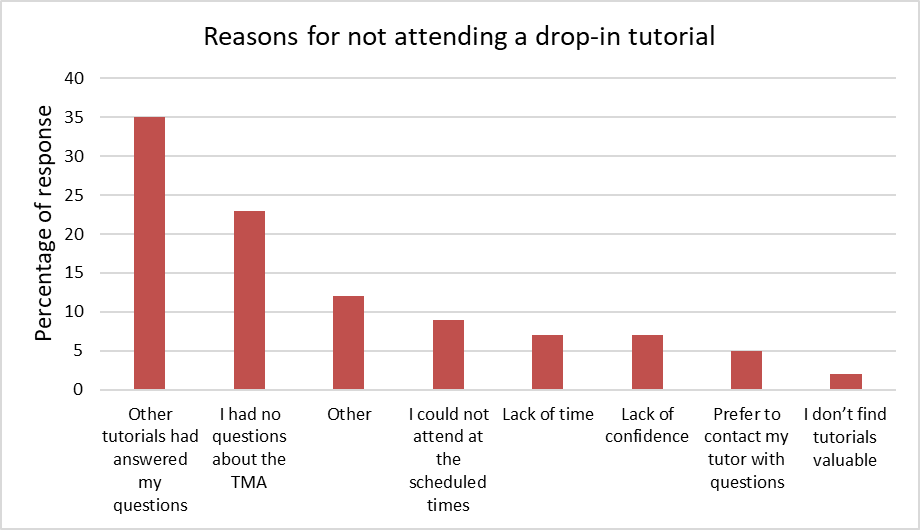 Reasons for not attending a drop-in tutorial
Percentage of response
40
35
30
25
20
15
10
5
0
Other
tutorials had
answered
my
questions
I had no
questions
about the
TMA
Other
I could not
attend at
the
scheduled
times
Lack of time
Lack of
confidence
Prefer to
contact my
tutor with
questions
I don’t find
tutorials
valuable